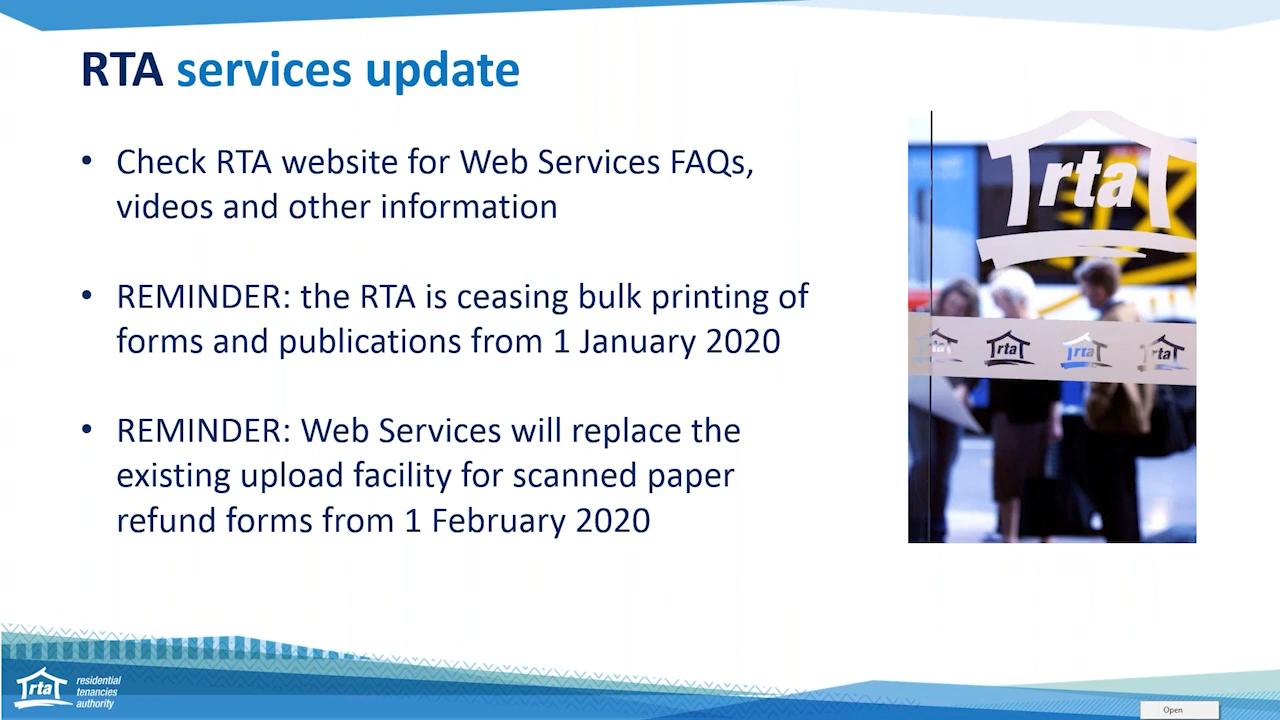 RTA services update
• Check RTA website for Web Services FAQs,
videos and other information
• REMINDER: the RTA is ceasing bulk printing of
forms and publications from 1 January 2020
• REMINDER: Web Services will replace the
existing upload facility for scanned paper
refund forms from 1 February 2020
rta
rta rta rta rta
rta residential
tenancies
authority
Open